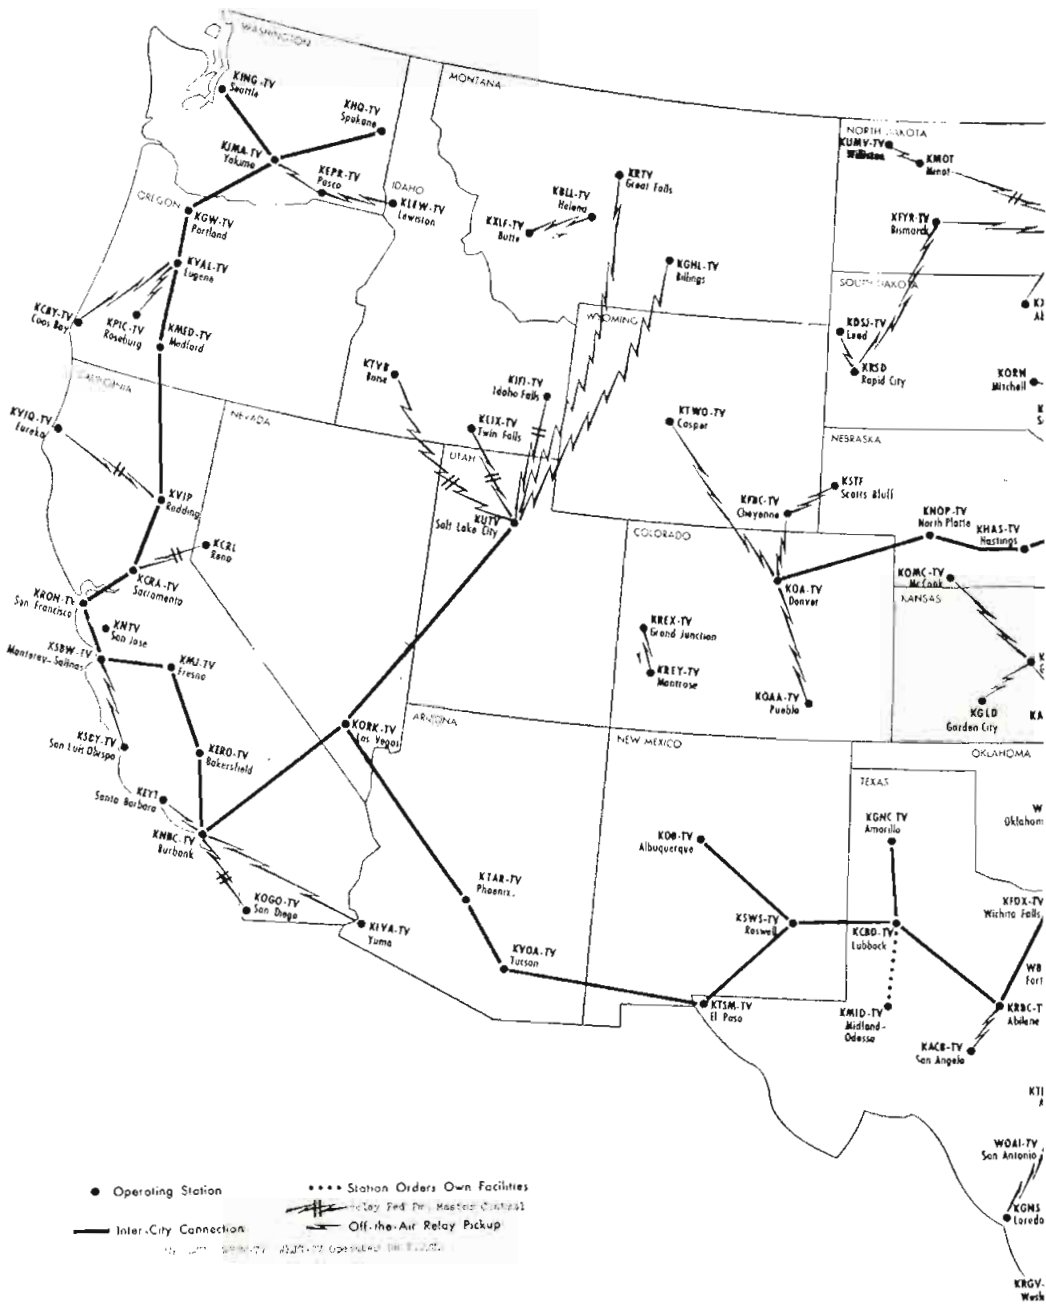 WASHINGTON
KING-TV
Seattle
KHQ-TV
Spokane
KIMA-TV
Yakima
KEPR-TV
Pasco
IDAHO
KLEW-TV
Lewiston
OREGON
KGW-TV
Portland
KVAL-TV
Eugene
KCBY-TV
Coos Bay
KPIC-TV
Roseburg
KMED-TV
Medford
MONTANA
KRTV
Great Falls
KBLL-TV
Helena
KXLF-TV
Butte
KGHL-TV
Billings
NORTH DAKOTA
KUMV-TV
Williston
KMOT
Minot
KFYR-TV
Bismarck
SOUTH DAKOTA
KDSJ-TV
Lead
KRSD
Rapid City
KORN
Mitchell
WYOMING
KTVB
Boise
KIFI-TV
Idaho Falls
KLIX-TV
Twin Falls
KTWO-TV
Casper
KFBC-TV
Cheyenne
NEBRASKA
KSTF
Scotts Bluff
KNOP-TV
North Platte
KHAS-TV
Hastings
KOMC-TV
McCook
CALIFORNIA
NEVADA
UTAH
KVIQ-TV
Eureka
KVIP
Redding
KCRL
Reno
KUTV
Salt Lake City
KCRA-TV
Sacramento
KRON-TV
San Francisco
KNTV
San Jose
KSBW-TV
Monterey-Salinas
KMJ-TV
Fresno
KSBY-TV
San Luis Obispo
KERO-TV
Bakersfield
KEYT
Santa Barbara
KNBC-TV
Burbank
KOGO-TV
San Diego
KORK-TV
Las Vegas
COLORADO
KOA-TV
Denver
KREX-TV
Grand Junction
KREY-TV
Montrose
KOAA-TV
Pueblo
KANSAS
KGLD
Garden City
KA
ARIZONA
KTAR-TV
Phoenix.
KIVA-TV
Yuma
KVOA-TV
Tucson
NEW MEXICO
KOB-TV
Albuquerque
KSWS-TV
Roswell
KTSM-TV
El Paso
OKLAHOMA
TEXAS
KGNC-TV
Amarillo
KCBD-TV
Lubbock
KMID-TV
Midland-
Odessa
W
Oklahom
KFDX-TV
Wichita Falls
WB
Fort
KRBC-T
Abilene
KACB-TV
San Angelo
KTI
A
WOAI-TV
San Antonio
KGNS
Laredo
KRGV-
Wesl
Operating Station
Inter-City Connection
Station Orders Own Facilities
Relay Fed Dr. Master Control
Off-the-Air Relay Pickup